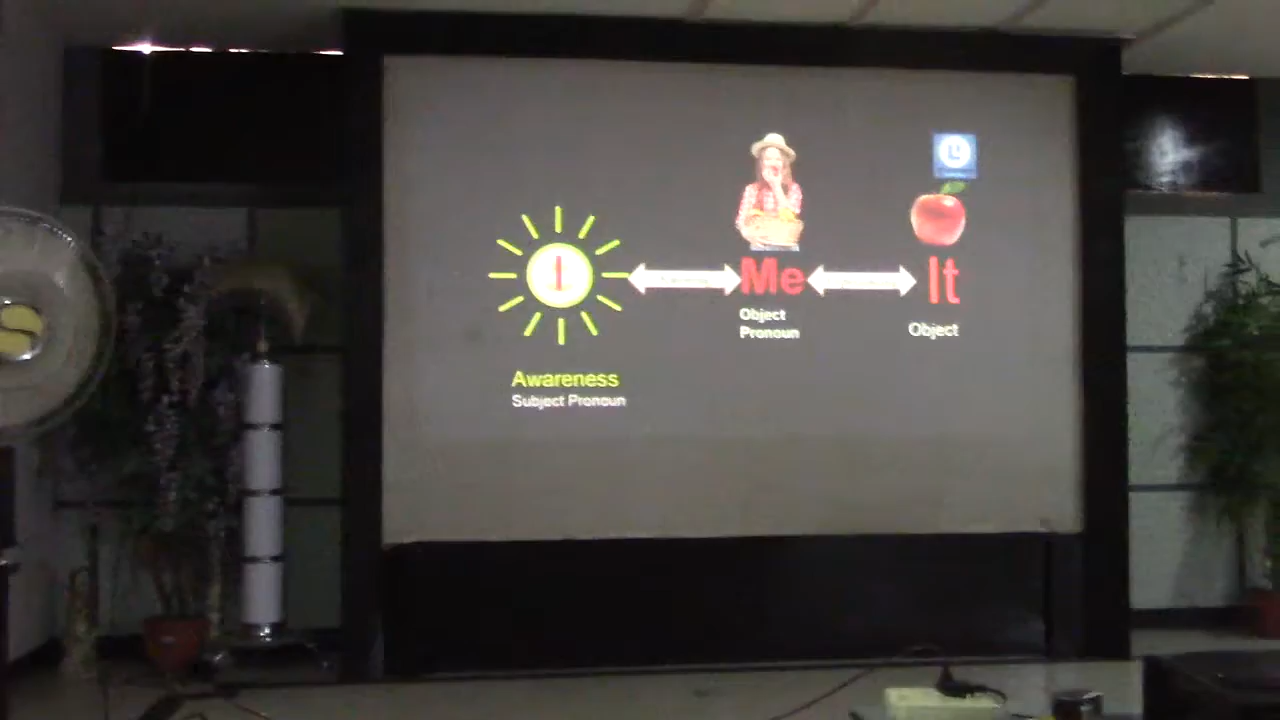 I
Me
It
Object
Pronoun
Object
Awareness
Subject Pronoun